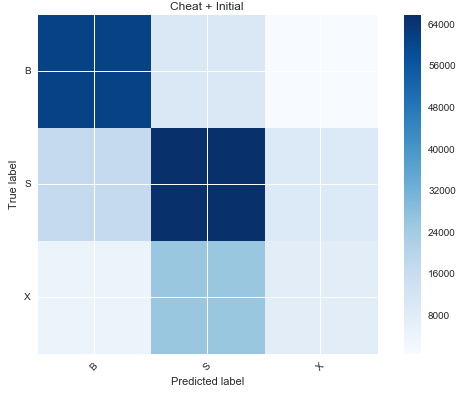 Cheat + Initial
B
S
X
True label
B
S
X
Predicted label
64000
56000
48000
40000
32000
24000
16000
8000